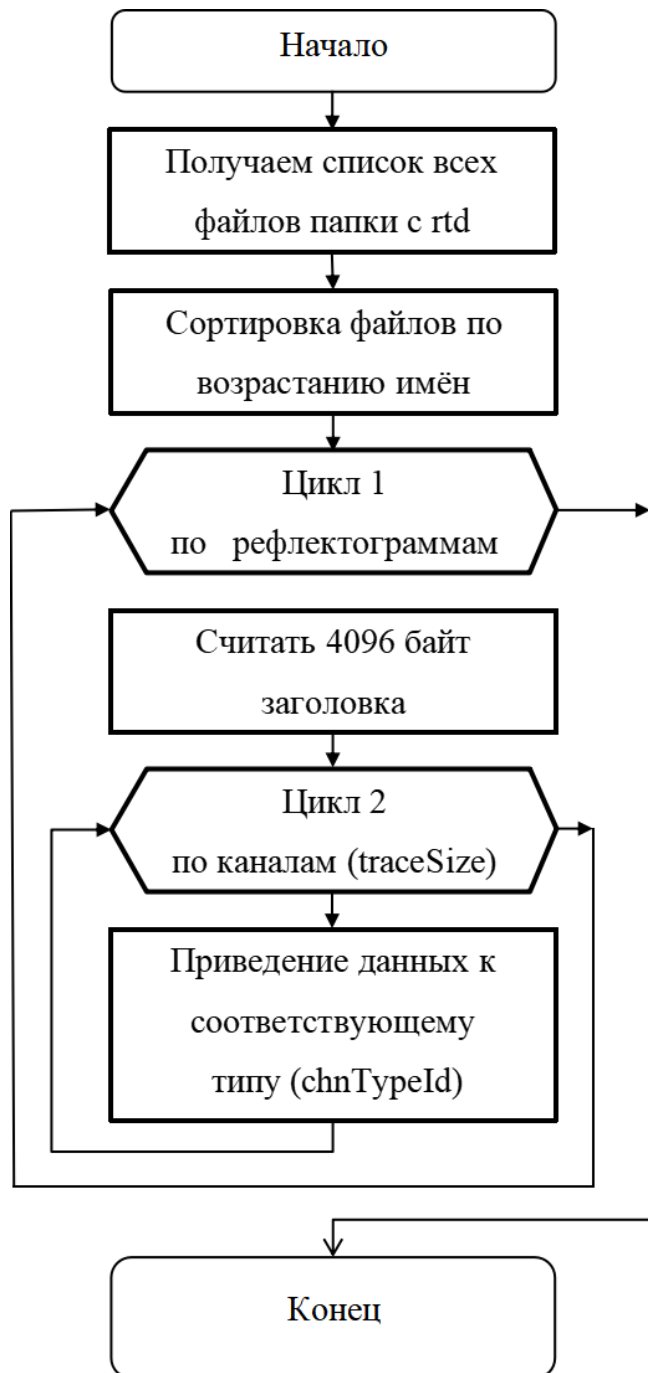 Начало
Получаем список всех
файлов папки с rtd
Сортировка файлов по
возрастанию имён
Цикл 1
по рефлектограммам
Считать 4096 байт
заголовка
Цикл 2
по каналам (traceSize)
Приведение данных к
соответствующему
типу (chnTypeId)
Конец